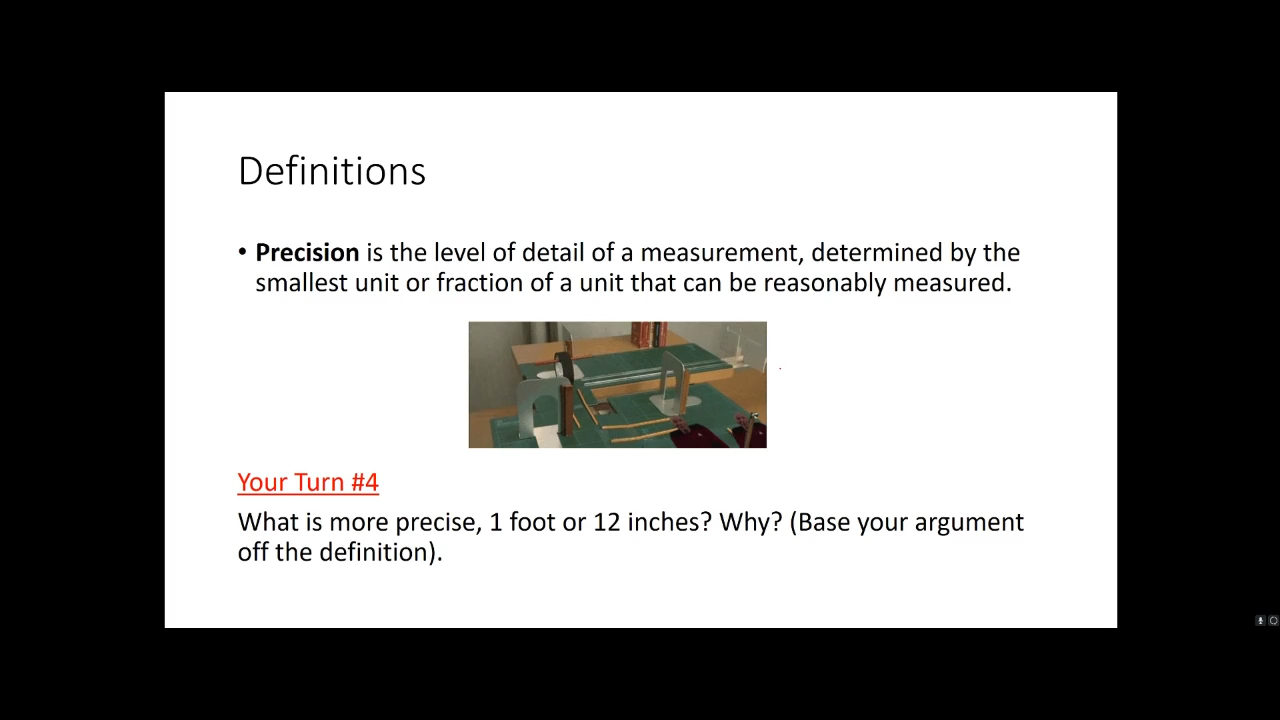 Definitions
• Precision is the level of detail of a measurement, determined by the
smallest unit or fraction of a unit that can be reasonably measured.
Your Turn #4
What is more precise, 1 foot or 12 inches? Why? (Base your argument
off the definition).